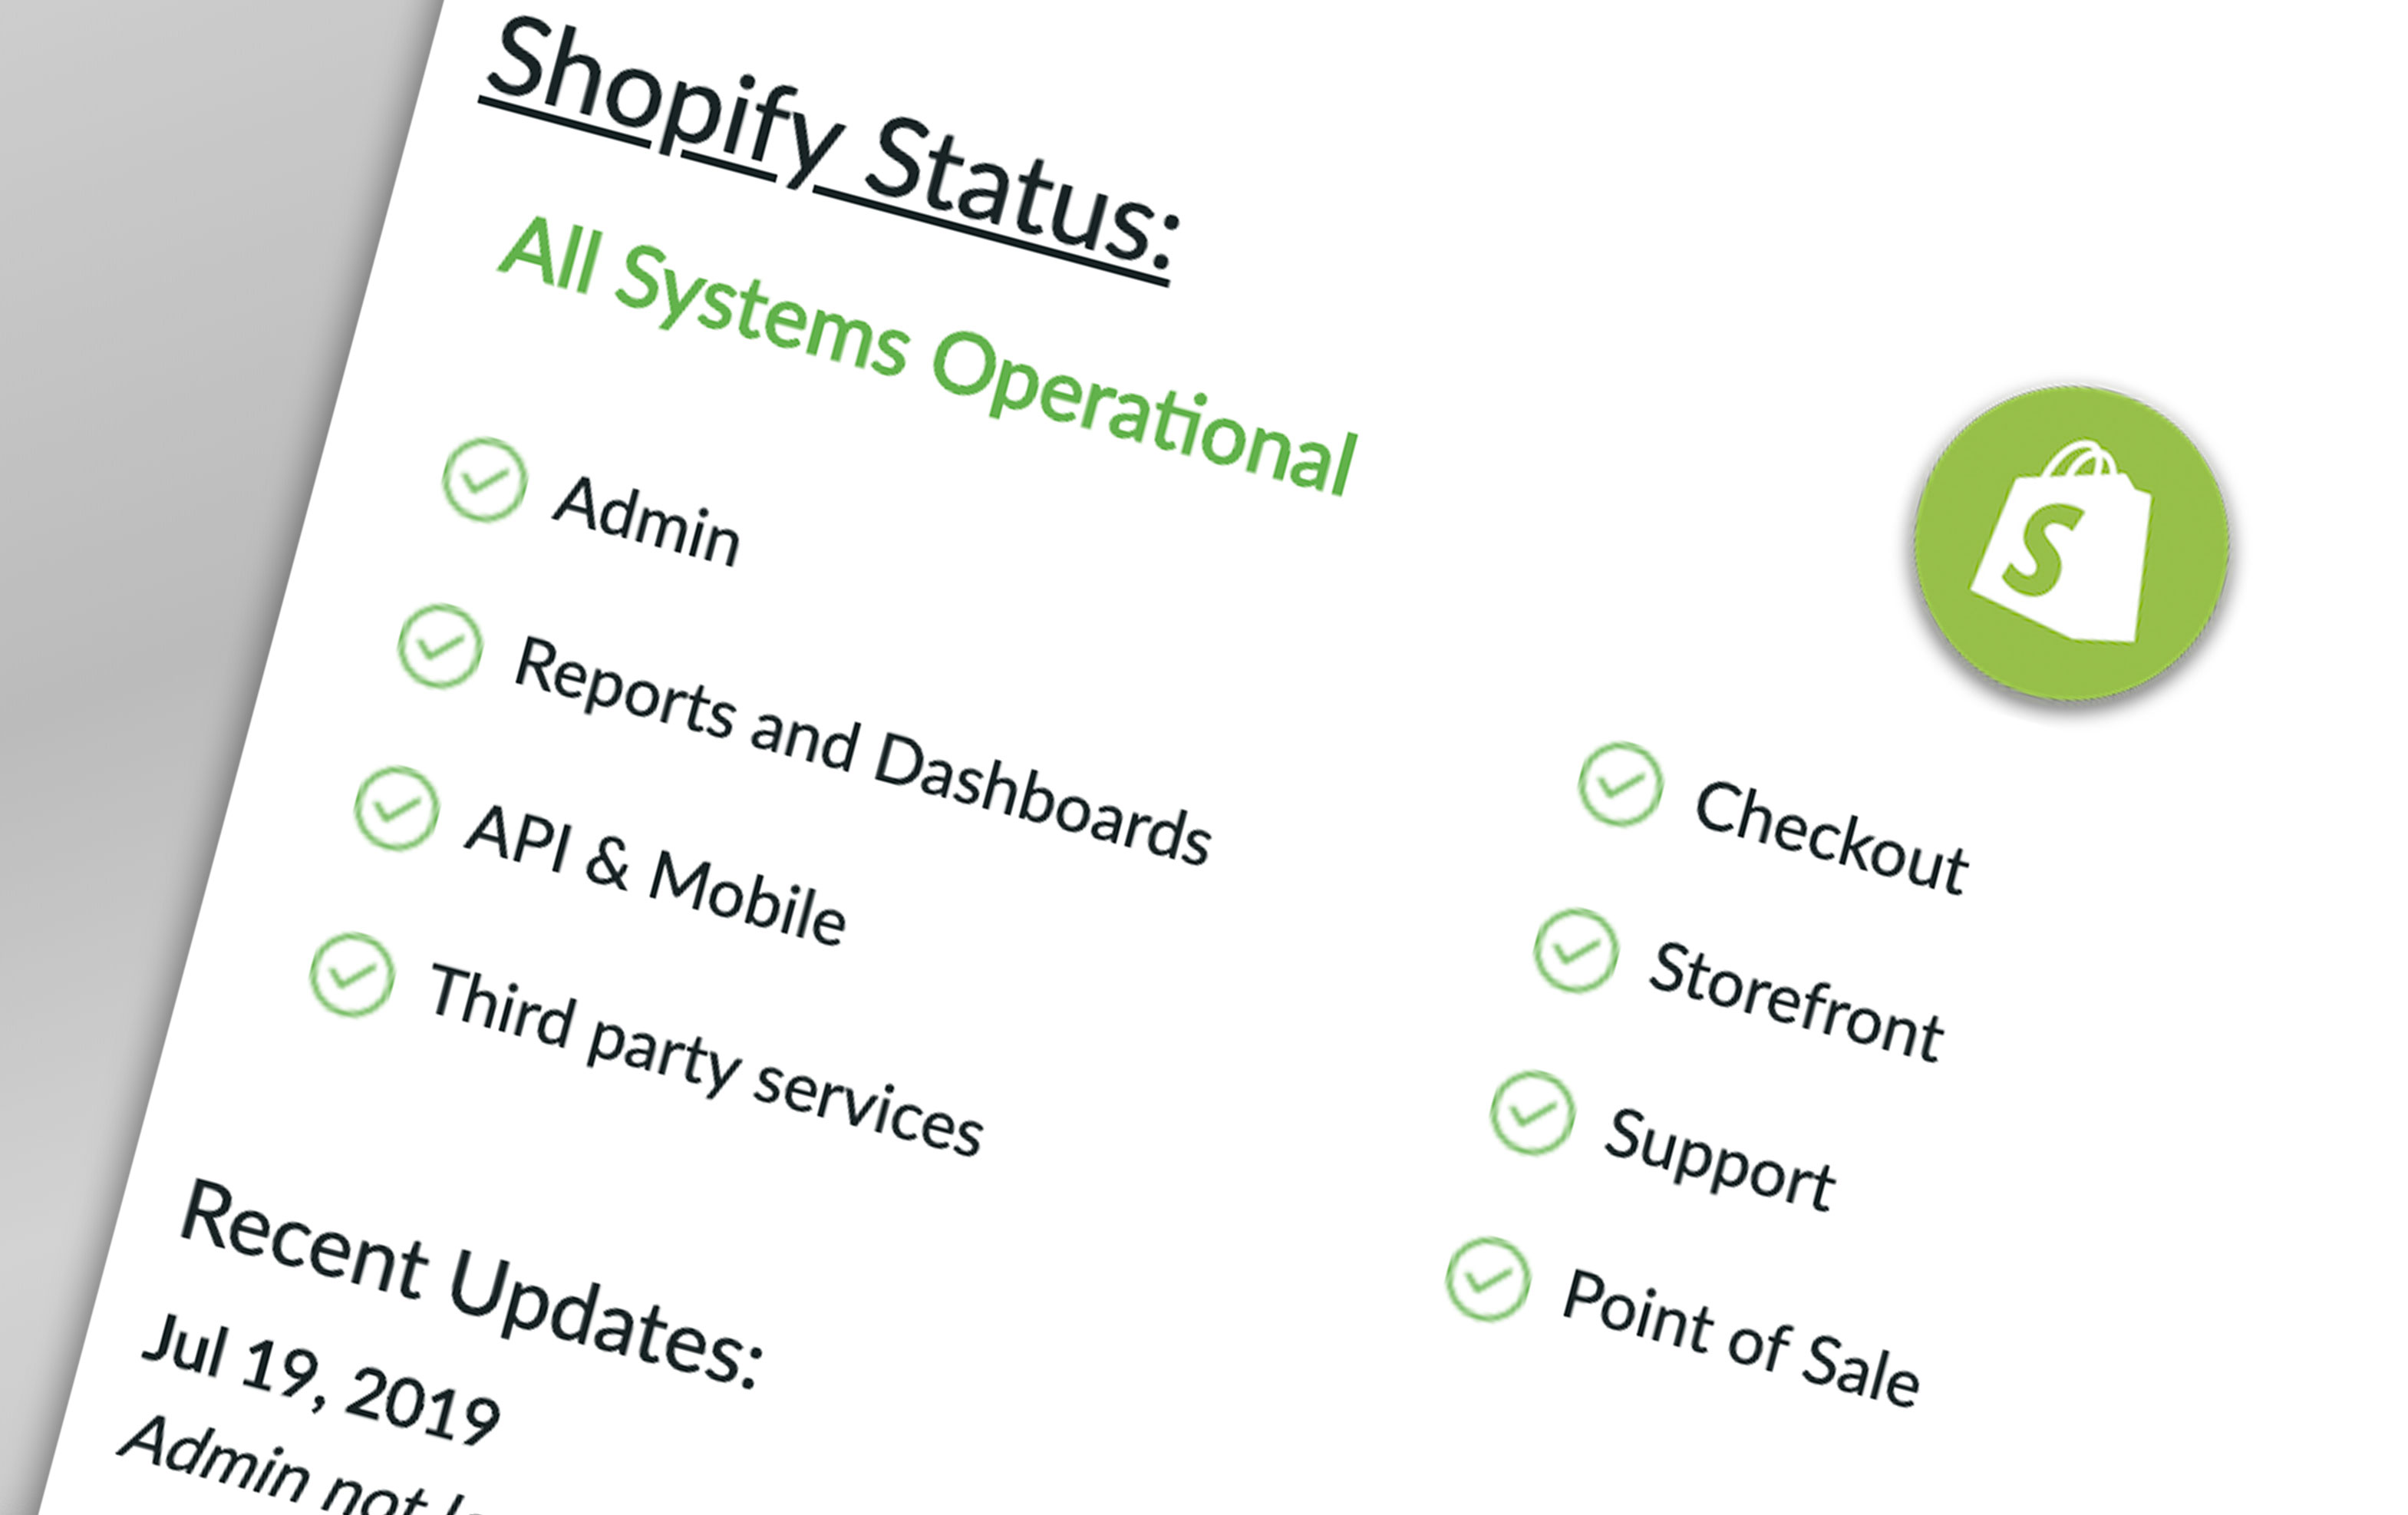 Shopify Status:
All Systems Operational
Admin
Reports and Dashboards
API & Mobile
Third party services
Checkout
Storefront
Support
Point of Sale
S
Recent Updates:
Jul 19, 2019
Admin not